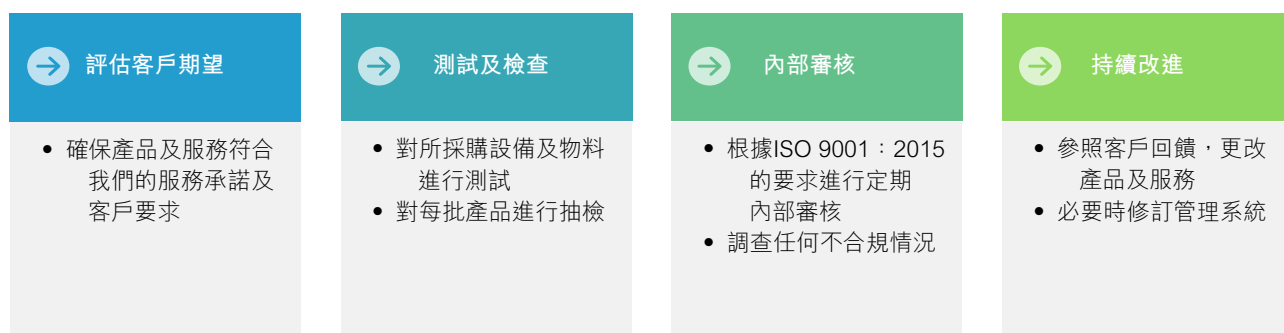 評估客戶期望
• 確保產品及服務符合
我們的服務承諾及
客戶要求
測試及檢查
• 對所採購設備及物料
進行測試
• 對每批產品進行抽檢
內部審核
• 根據ISO 9001：2015
的要求進行定期
內部審核
• 調查任何不合規情況
持續改進
• 參照客戶回饋，更改
產品及服務
• 必要時修訂管理系統